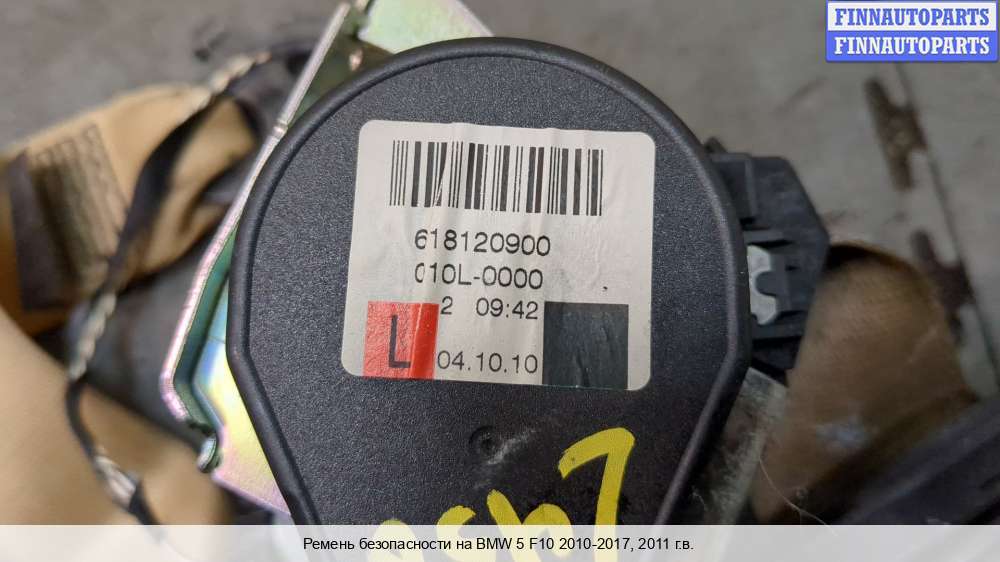 FINNAUTOPARTS
FINNAUTOPARTS
618120900
010L-0000
2 09:42
L
04.10.10
Ремень безопасности на BMW 5 F10 2010-2017, 2011 г.в.